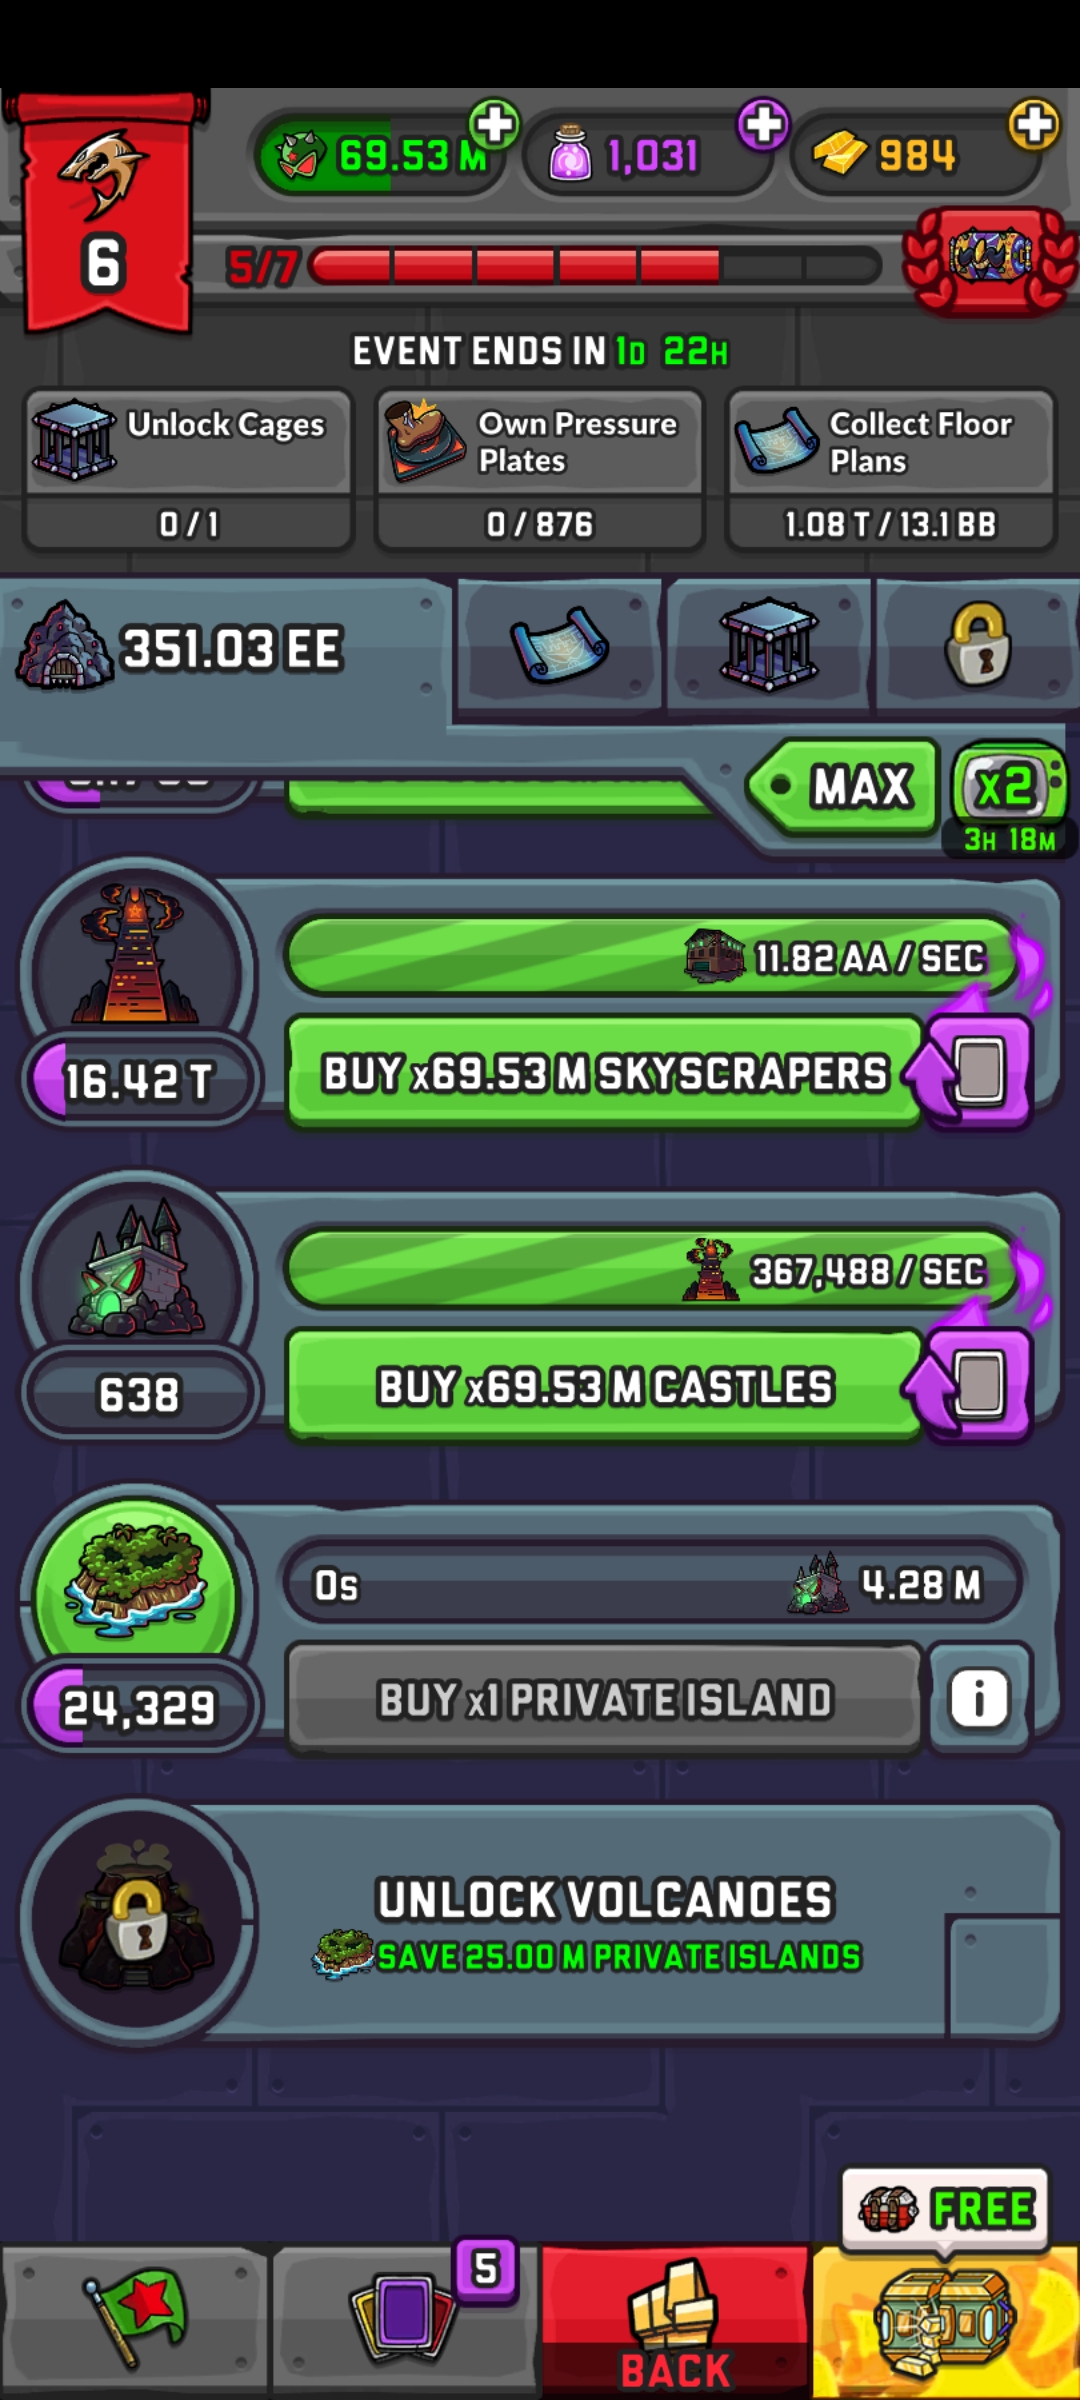 69.53 M
1,031
984
6
5/7
EVENT ENDS IN 1D 22H
Unlock Cages
0 / 1
Own Pressure
Plates
0 / 876
Collect Floor
Plans
1.08 T / 13.1 BB
351.03 EE
MAX
x2
3H 18M
11.82 AA / SEC
16.42 T
BUY x69.53 M SKYSCRAPERS
367,488 / SEC
638
BUY x69.53 M CASTLES
0s
4.28 M
24,329
BUY x1 PRIVATE ISLAND
i
UNLOCK VOLCANOES
SAVE 25.00 M PRIVATE ISLANDS
FREE
5
BACK